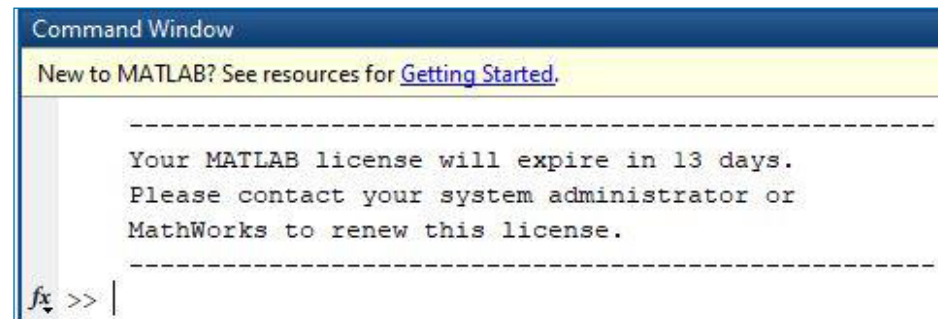 Command Window
New to MATLAB? See resources for Getting Started.
----------------------------------------------------
Your MATLAB license will expire in 13 days.
Please contact your system administrator or
MathWorks to renew this license.
----------------------------------------------------
fx >>